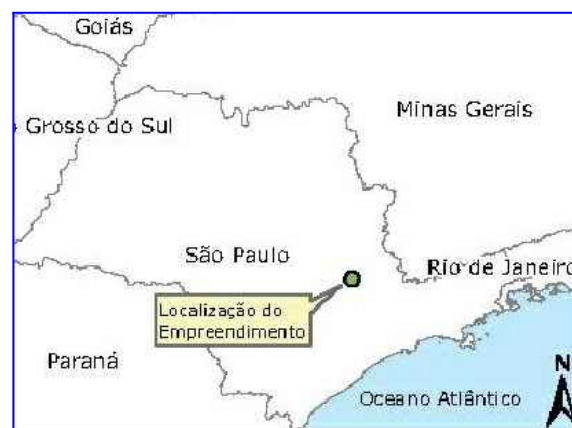 Goiás
Minas Gerais
o Grosso do Sul
São Paulo
Rio de Janeiro
Localização do
Empreendimento
Paraná
N
Oceano Atlântico